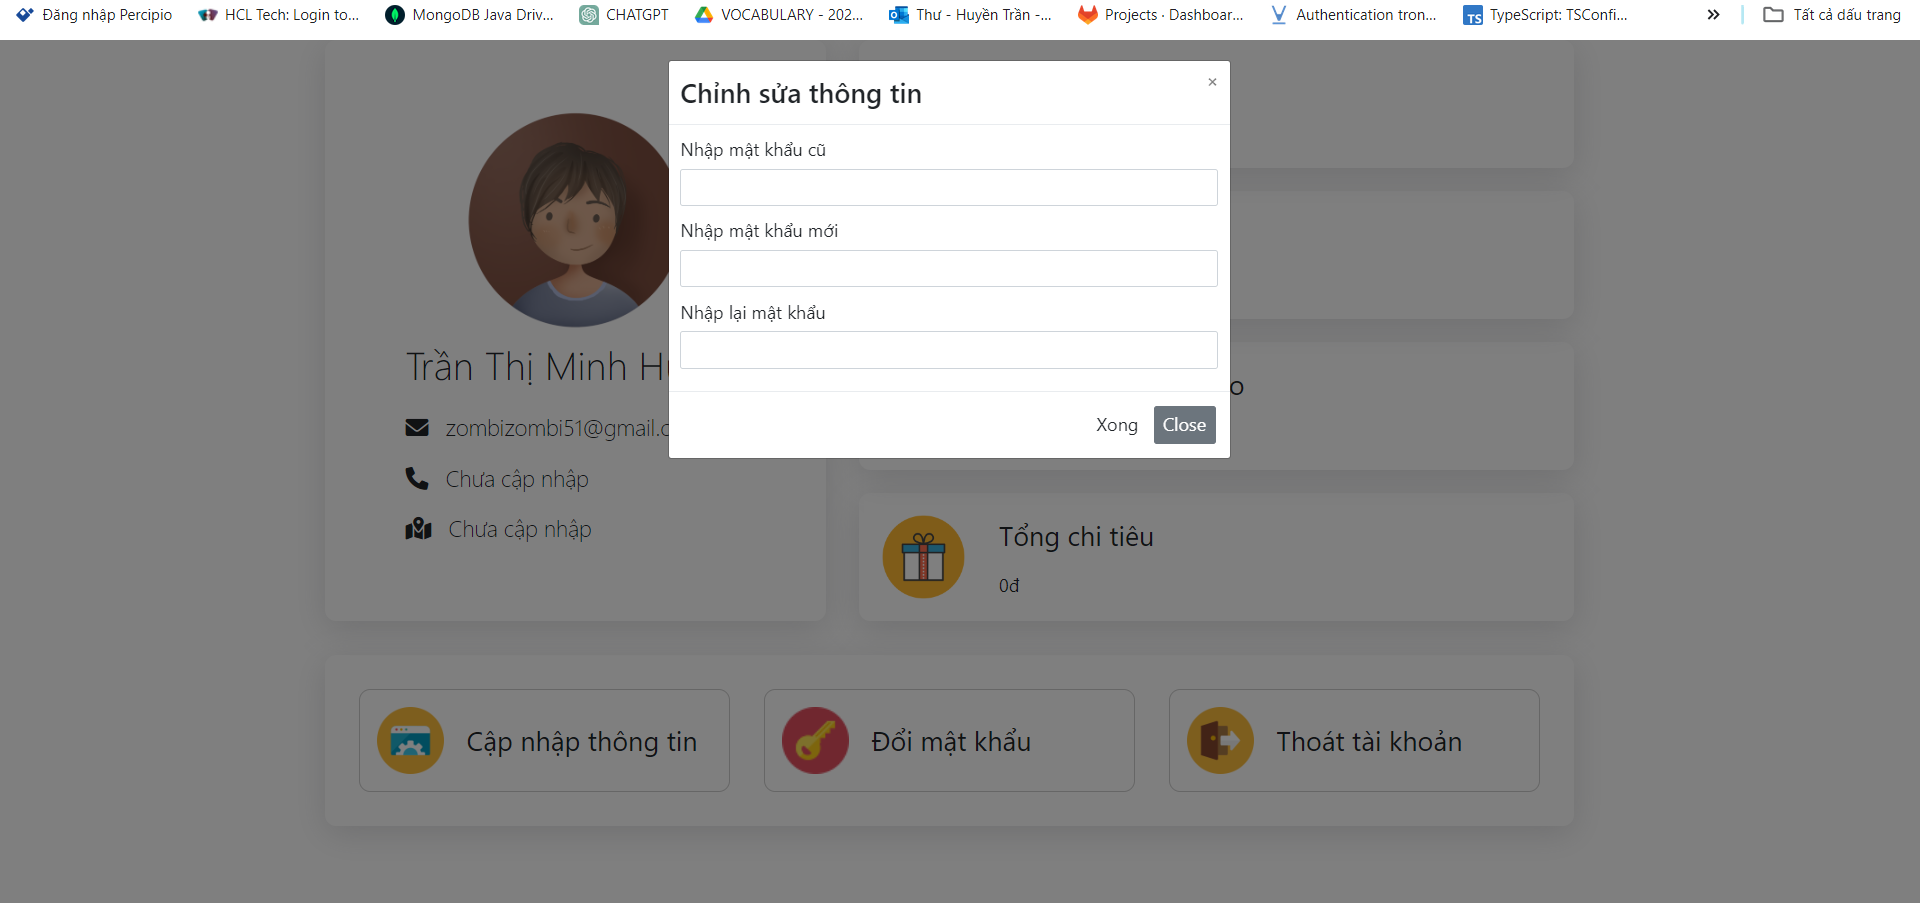 Đăng nhập Percipio HCL Tech: Login to... MongoDB Java Driv... CHATGPT VOCABULARY - 202... Thư - Huyền Trần -... Projects · Dashboar... Authentication tron... TS TypeScript: TSConfi... » Tất cả dấu trang
Chỉnh sửa thông tin ×
Nhập mật khẩu cũ
Nhập mật khẩu mới
Nhập lại mật khẩu
Xong Close
Trần Thị Minh
zombizombi51@gmail.c
Chưa cập nhập
Chưa cập nhập
Tổng chi tiêu
0đ
Cập nhập thông tin
Đổi mật khẩu
Thoát tài khoản